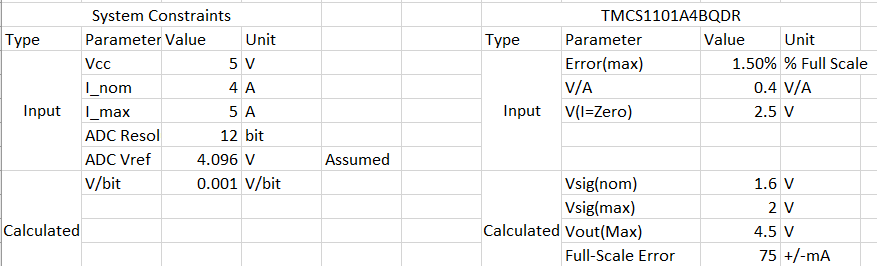 System Constraints TMCS1101A4BQDR
Type Parameter Value Unit Type Parameter Value Unit
Vcc 5 V Error(max) 1.50% % Full Scale
I_nom 4 A V/A 0.4 V/A
Input I_max 5 A Input V(I=Zero) 2.5 V
ADC Resol 12 bit
ADC Vref 4.096 V Assumed
V/bit 0.001 V/bit Vsig(nom) 1.6 V
Vsig(max) 2 V
Calculated Calculated Vout(Max) 4.5 V
Full-Scale Error 75 +/-mA